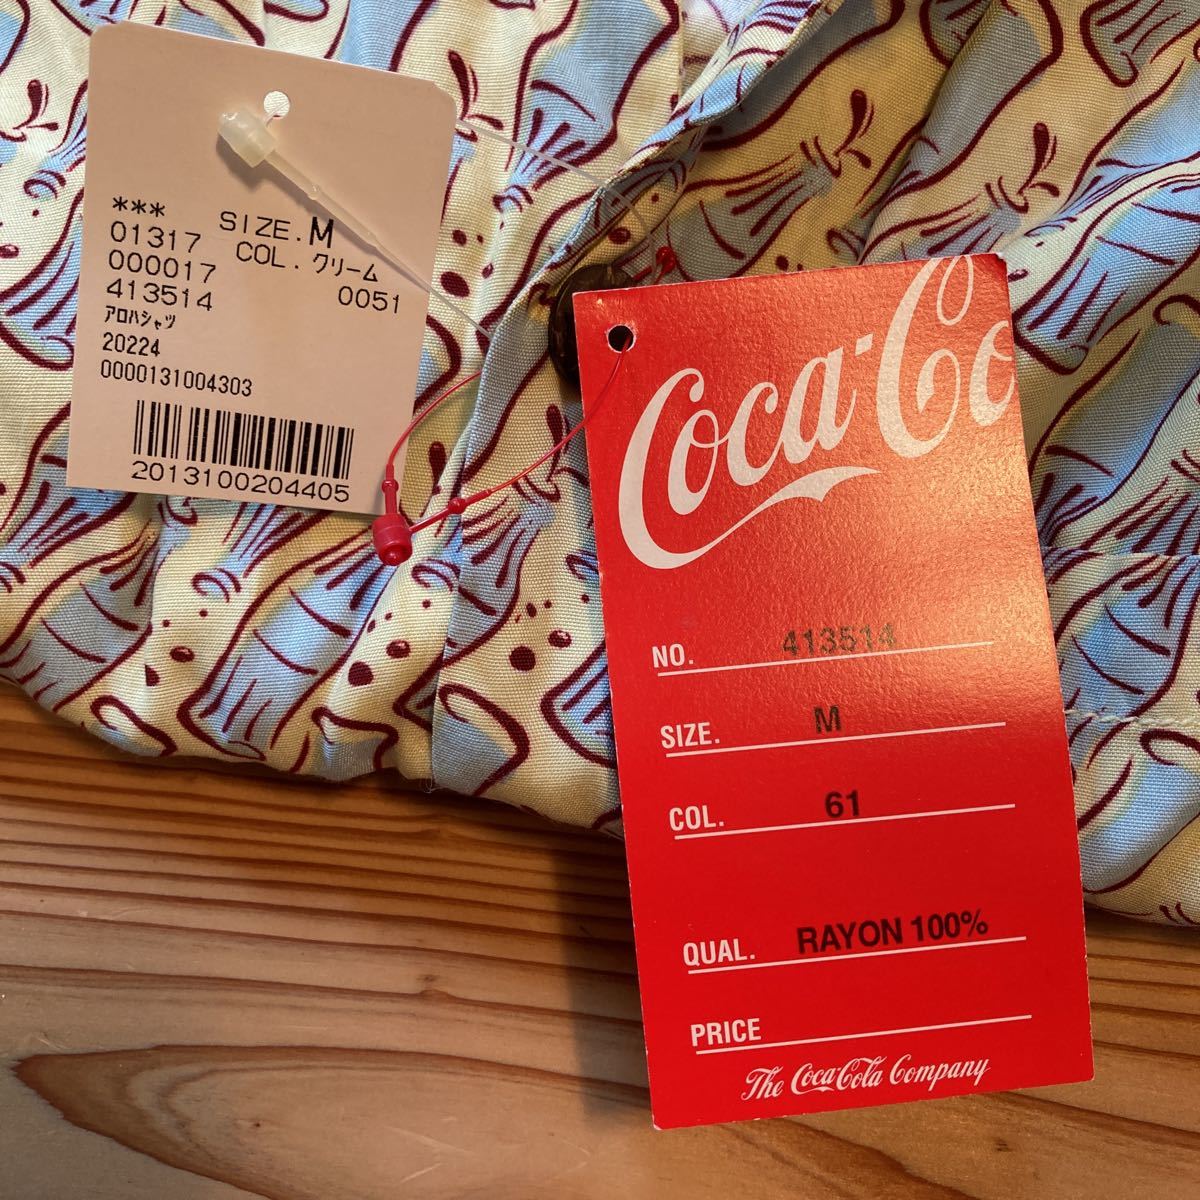 *** SIZE.M
01317 COL.クリーム
000017
413514 0051
アロハシャツ
20224
0000131004303
2013100204405
Coca-Co
NO. 413514
SIZE. M
COL. 61
QUAL. RAYON 100%
PRICE
The Coca-Cola Company